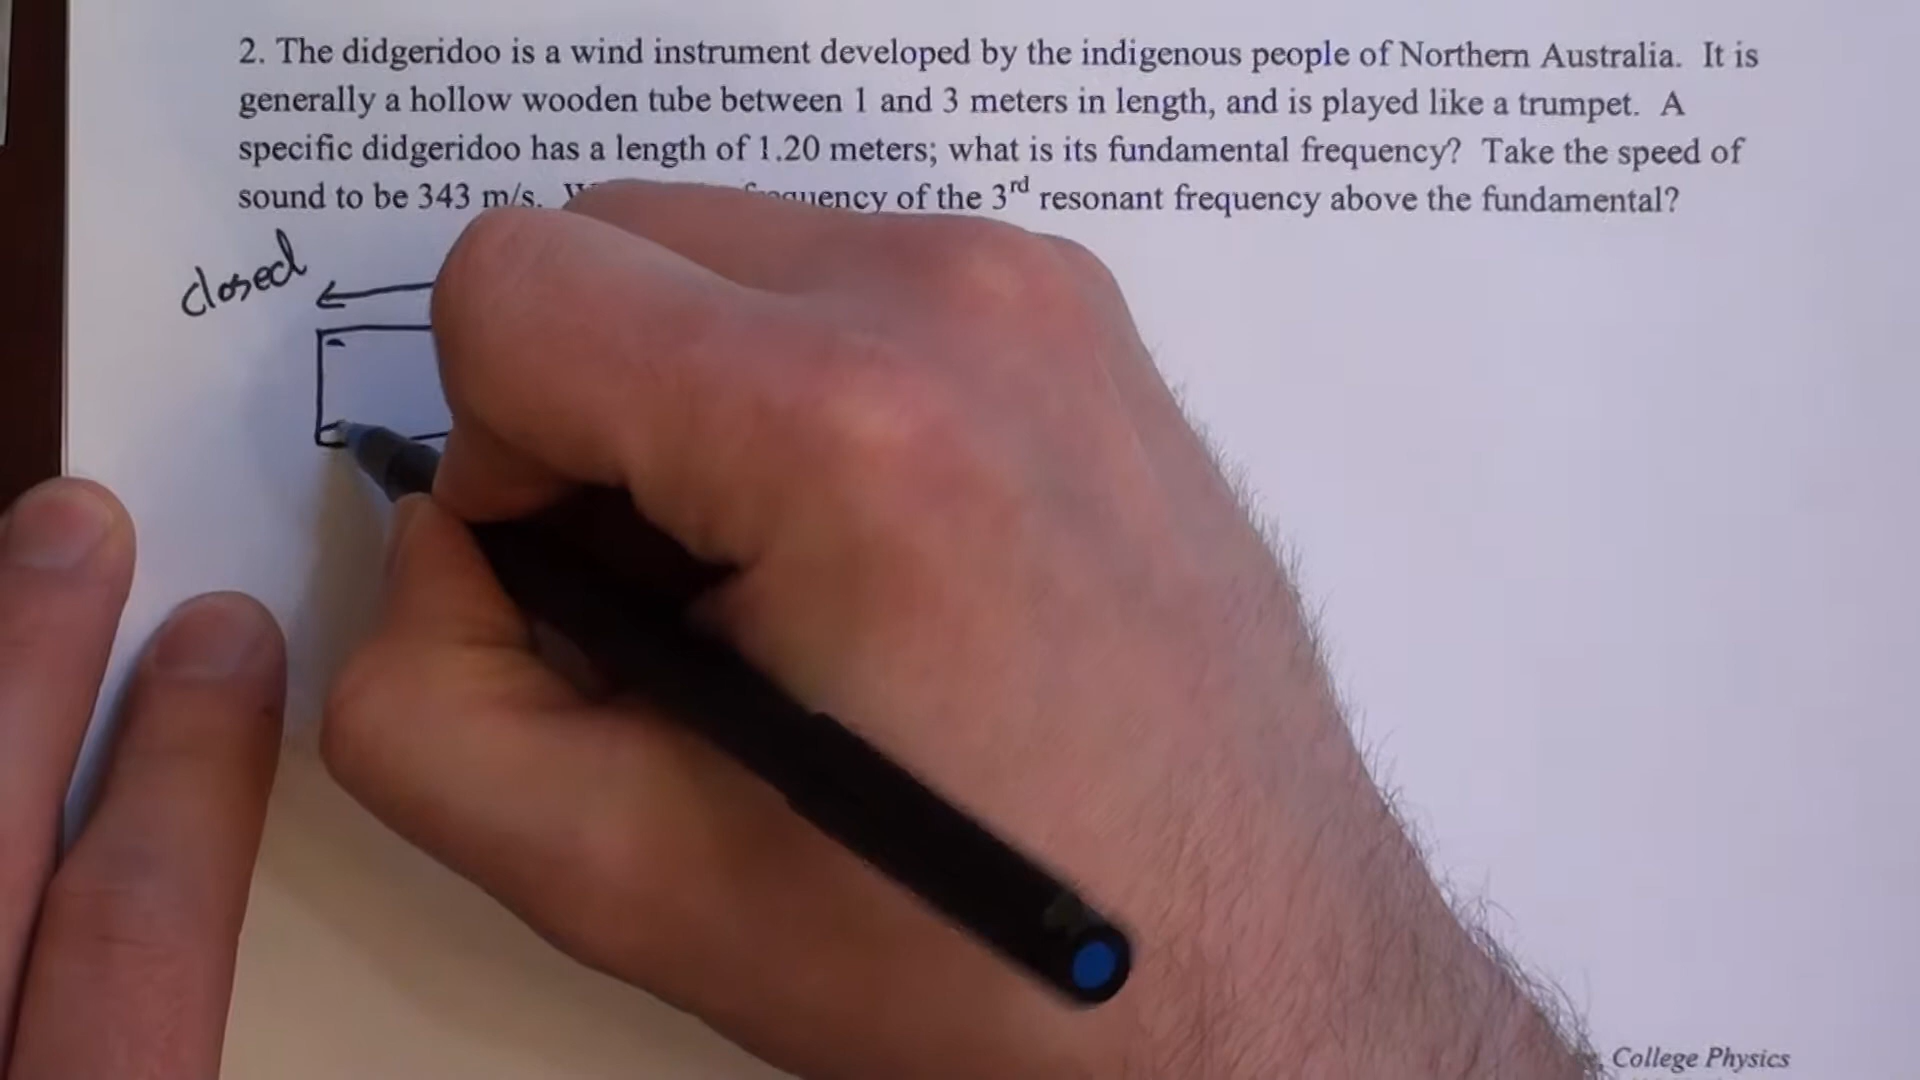 2. The didgeridoo is a wind instrument developed by the indigenous people of Northern Australia. It is
generally a hollow wooden tube between 1 and 3 meters in length, and is played like a trumpet. A
specific didgeridoo has a length of 1.20 meters; what is its fundamental frequency? Take the speed of
sound to be 343 m/s. of the 3rd resonant frequency above the fundamental?
closed
College Physics